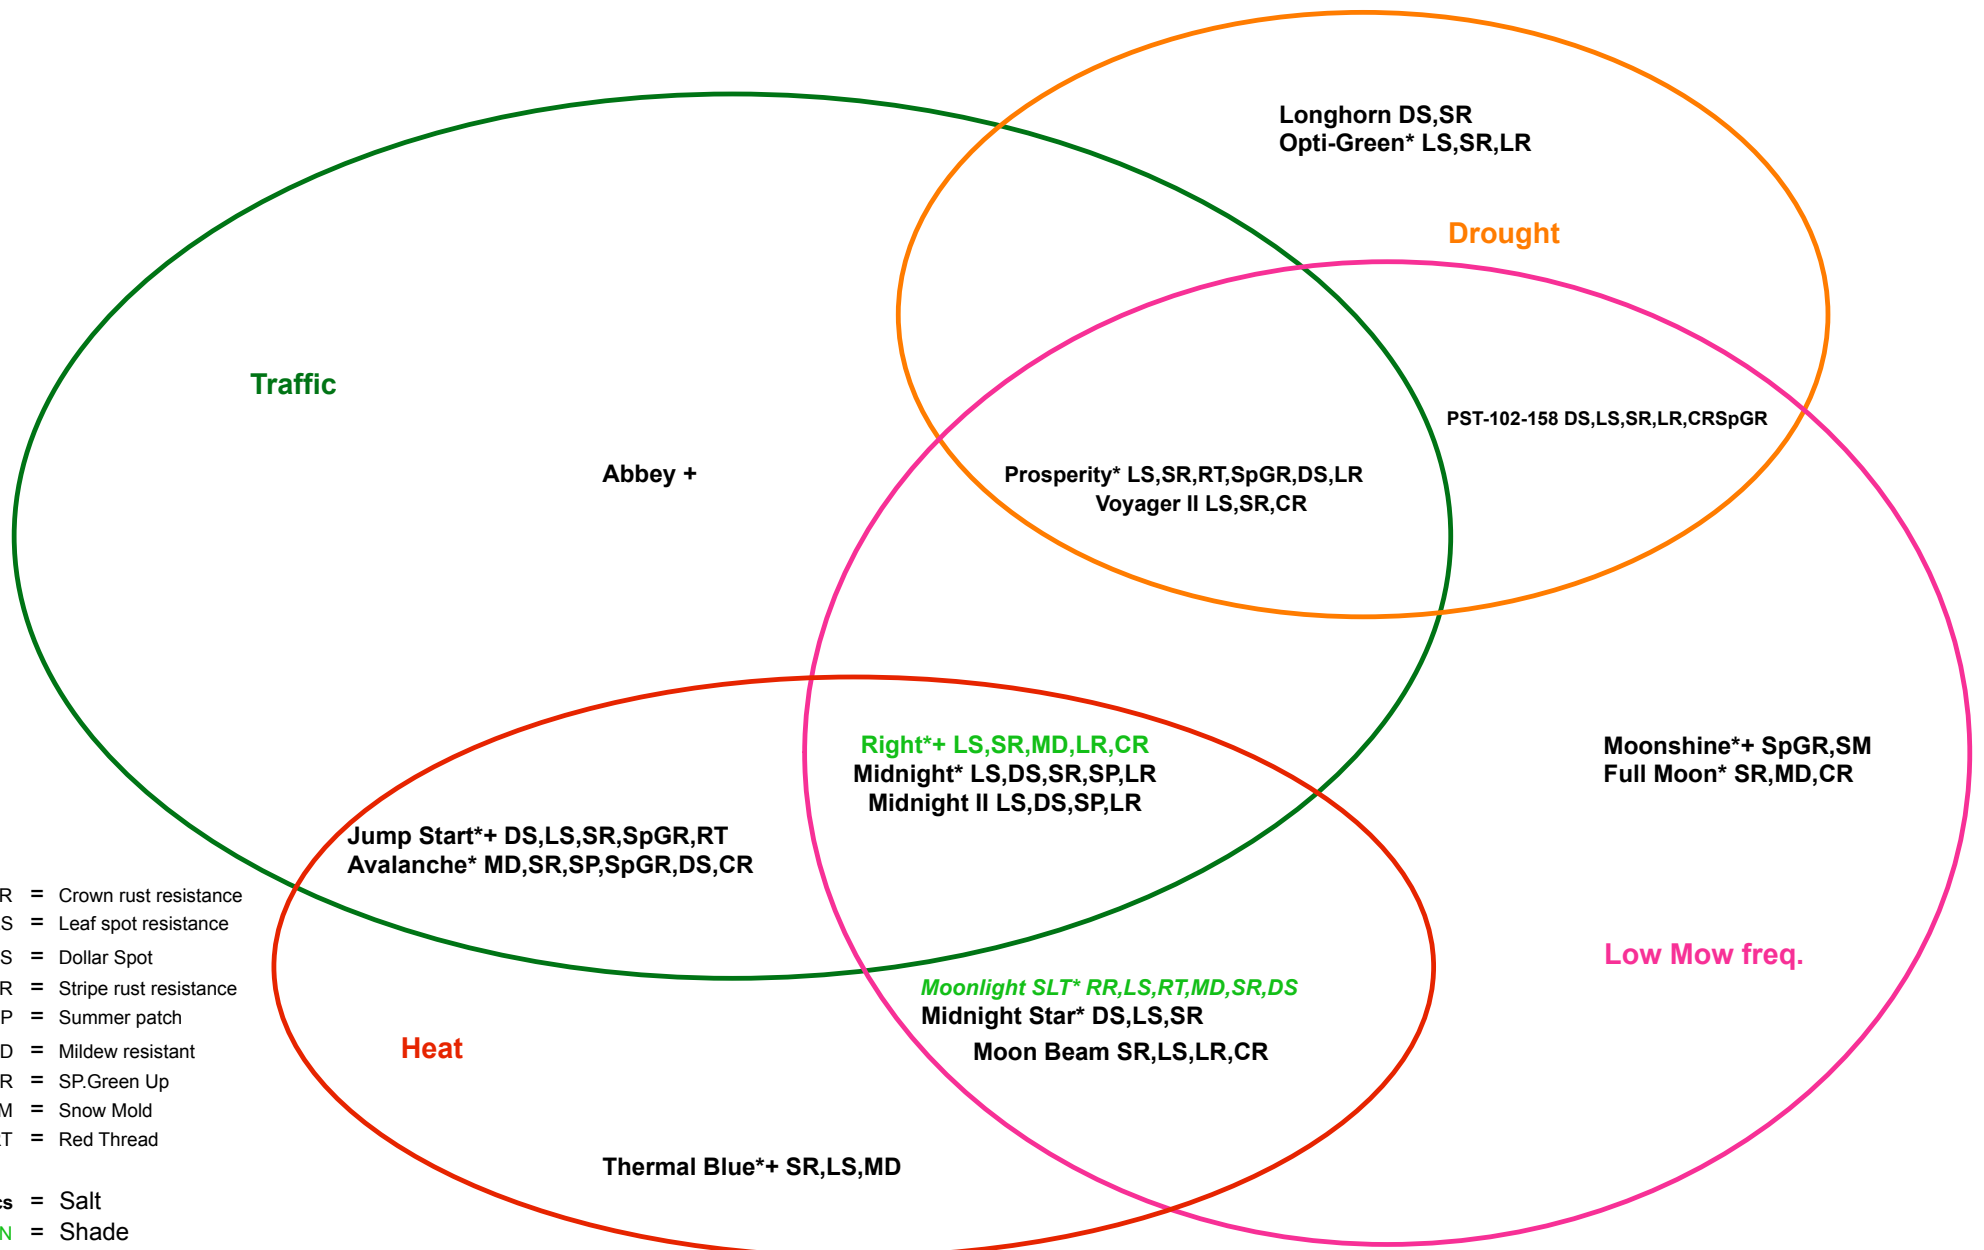 Longhorn DS,SR
Opti-Green* LS,SR,LR
Drought
Traffic
PST-102-158 DS,LS,SR,LR,CRSpGR
Abbey +
Prosperity* LS,SR,RT,SpGR,DS,LR
Voyager II LS,SR,CR
Right*+ LS,SR,MD,LR,CR
Midnight* LS,DS,SR,SP,LR
Midnight II LS,DS,SP,LR
Moonshine*+ SpGR,SM
Full Moon* SR,MD,CR
Jump Start*+ DS,LS,SR,SpGR,RT
Avalanche* MD,SR,SP,SpGR,DS,CR
R = Crown rust resistance
S = Leaf spot resistance
S = Dollar Spot
R = Stripe rust resistance
P = Summer patch
D = Mildew resistant
R = SP.Green Up
M = Snow Mold
T = Red Thread
Low Mow freq.
Moonlight SLT* RR,LS,RT,MD,SR,DS
Midnight Star* DS,LS,SR
Moon Beam SR,LS,LR,CR
Heat
Thermal Blue*+ SR,LS,MD
cs = Salt
N = Shade